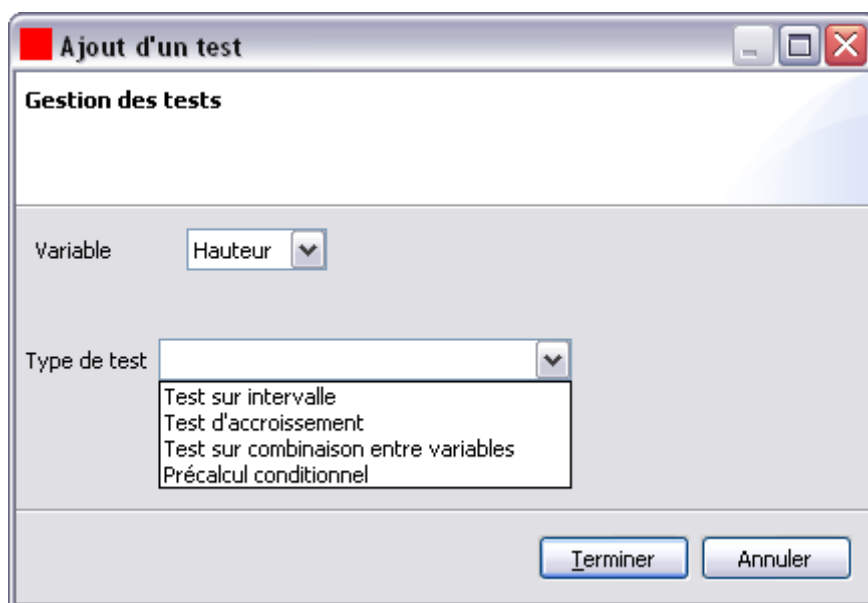 Ajout d'un test
Gestion des tests
Variable Hauteur
Type de test
Test sur intervalle
Test d'accroissement
Test sur combinaison entre variables
Précalcul conditionnel
Terminer Annuler